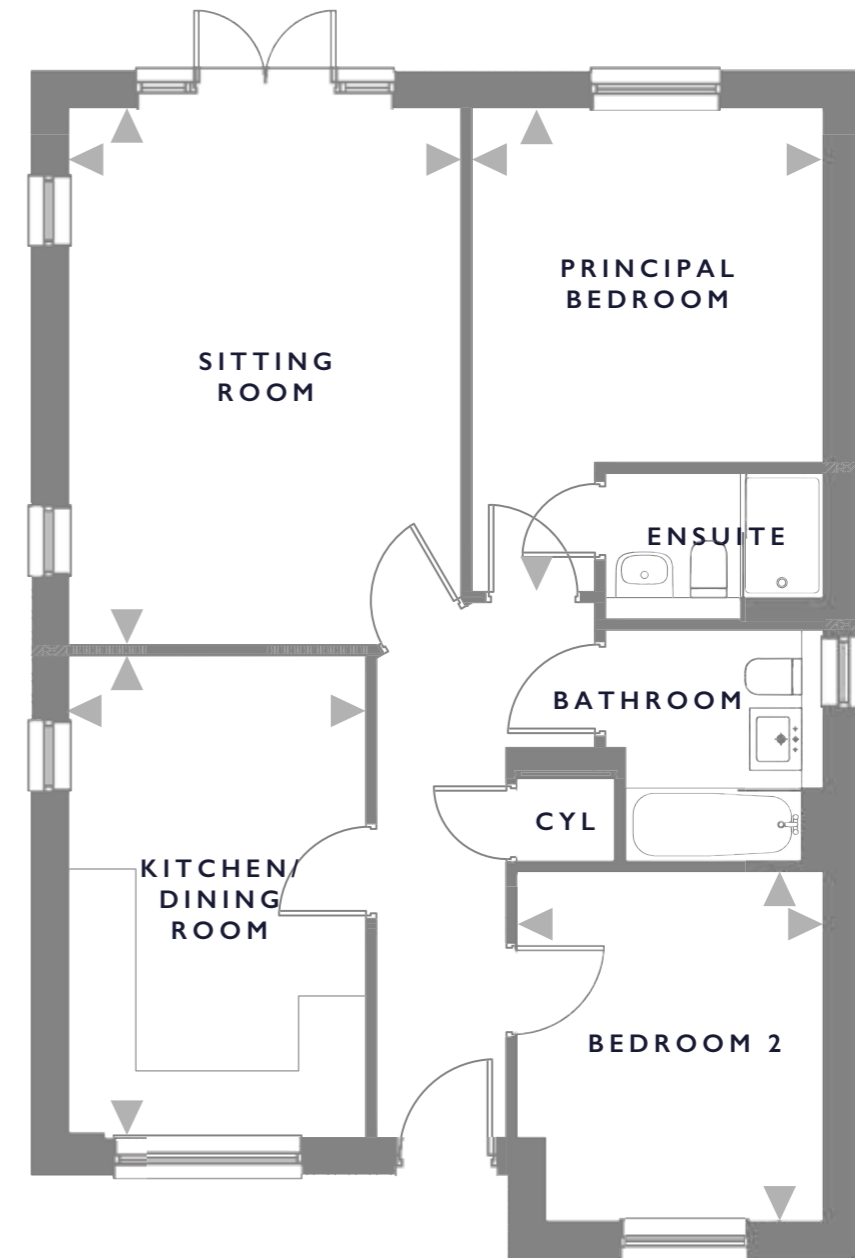 PRINCIPAL
BEDROOM
SITTING
ROOM
ENSUITE
BATHROOM
CYL
KITCHEN/
DINING
ROOM
BEDROOM 2